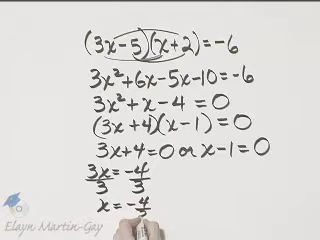 (3x-5)(x+2)=-6
3x²+6x-5x-10=-6
3x²+x-4=0
(3x+4)(x-1)=0
3x+4=0 or x-1=0
3x/3=-4/3
x=-4/3
Elayn Martin-Gay